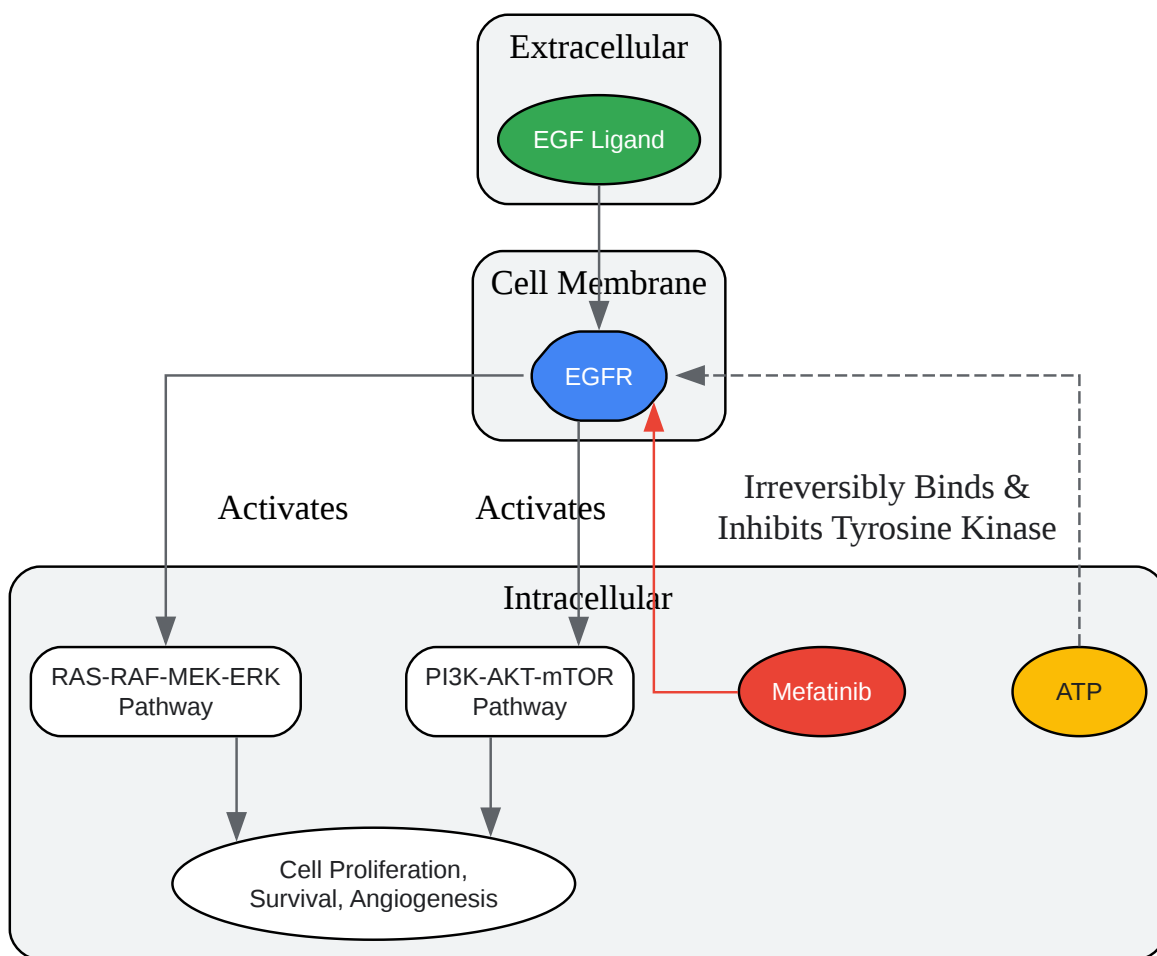 Extracellular
EGF Ligand
Cell Membrane
EGFR
Activates
Activates
Irreversibly Binds &
Inhibits Tyrosine Kinase
Intracellular
RAS-RAF-MEK-ERK
Pathway
PI3K-AKT-mTOR
Pathway
Mefatinib
ATP
Cell Proliferation,
Survival, Angiogenesis